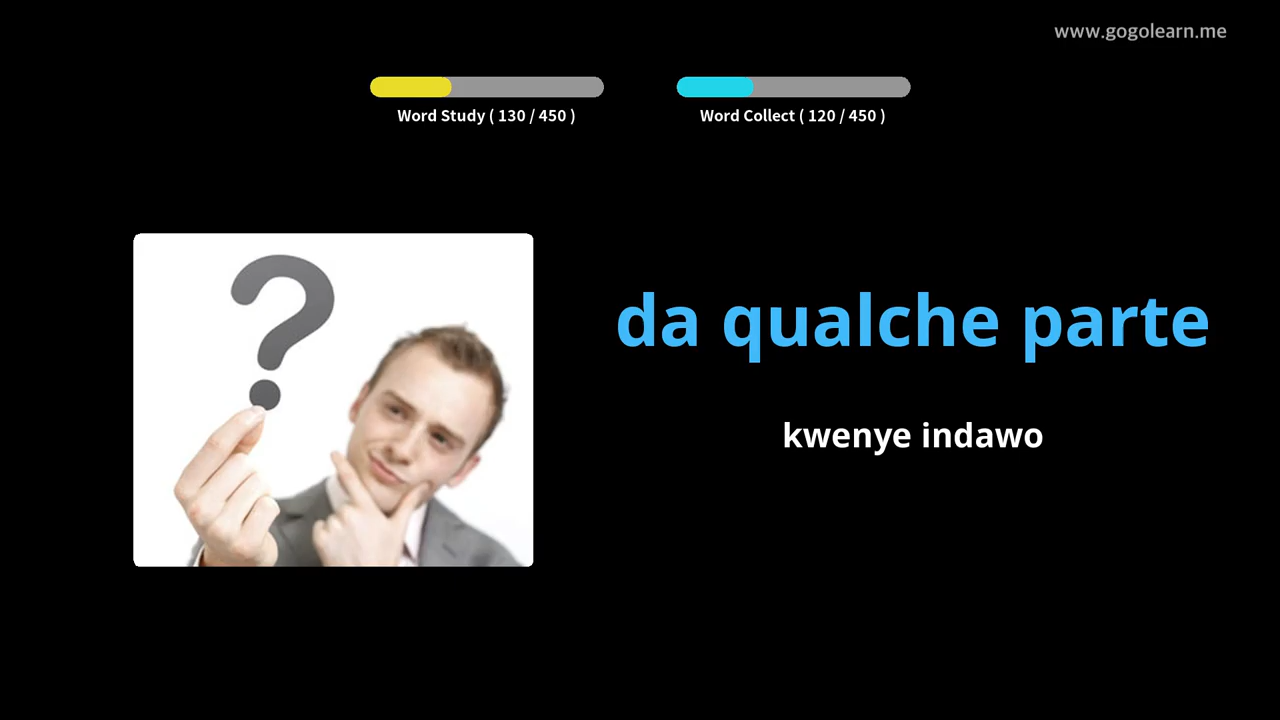 www.gogolearn.me
Word Study ( 130 / 450 )
Word Collect ( 120 / 450 )
da qualche parte
kwenye indawo